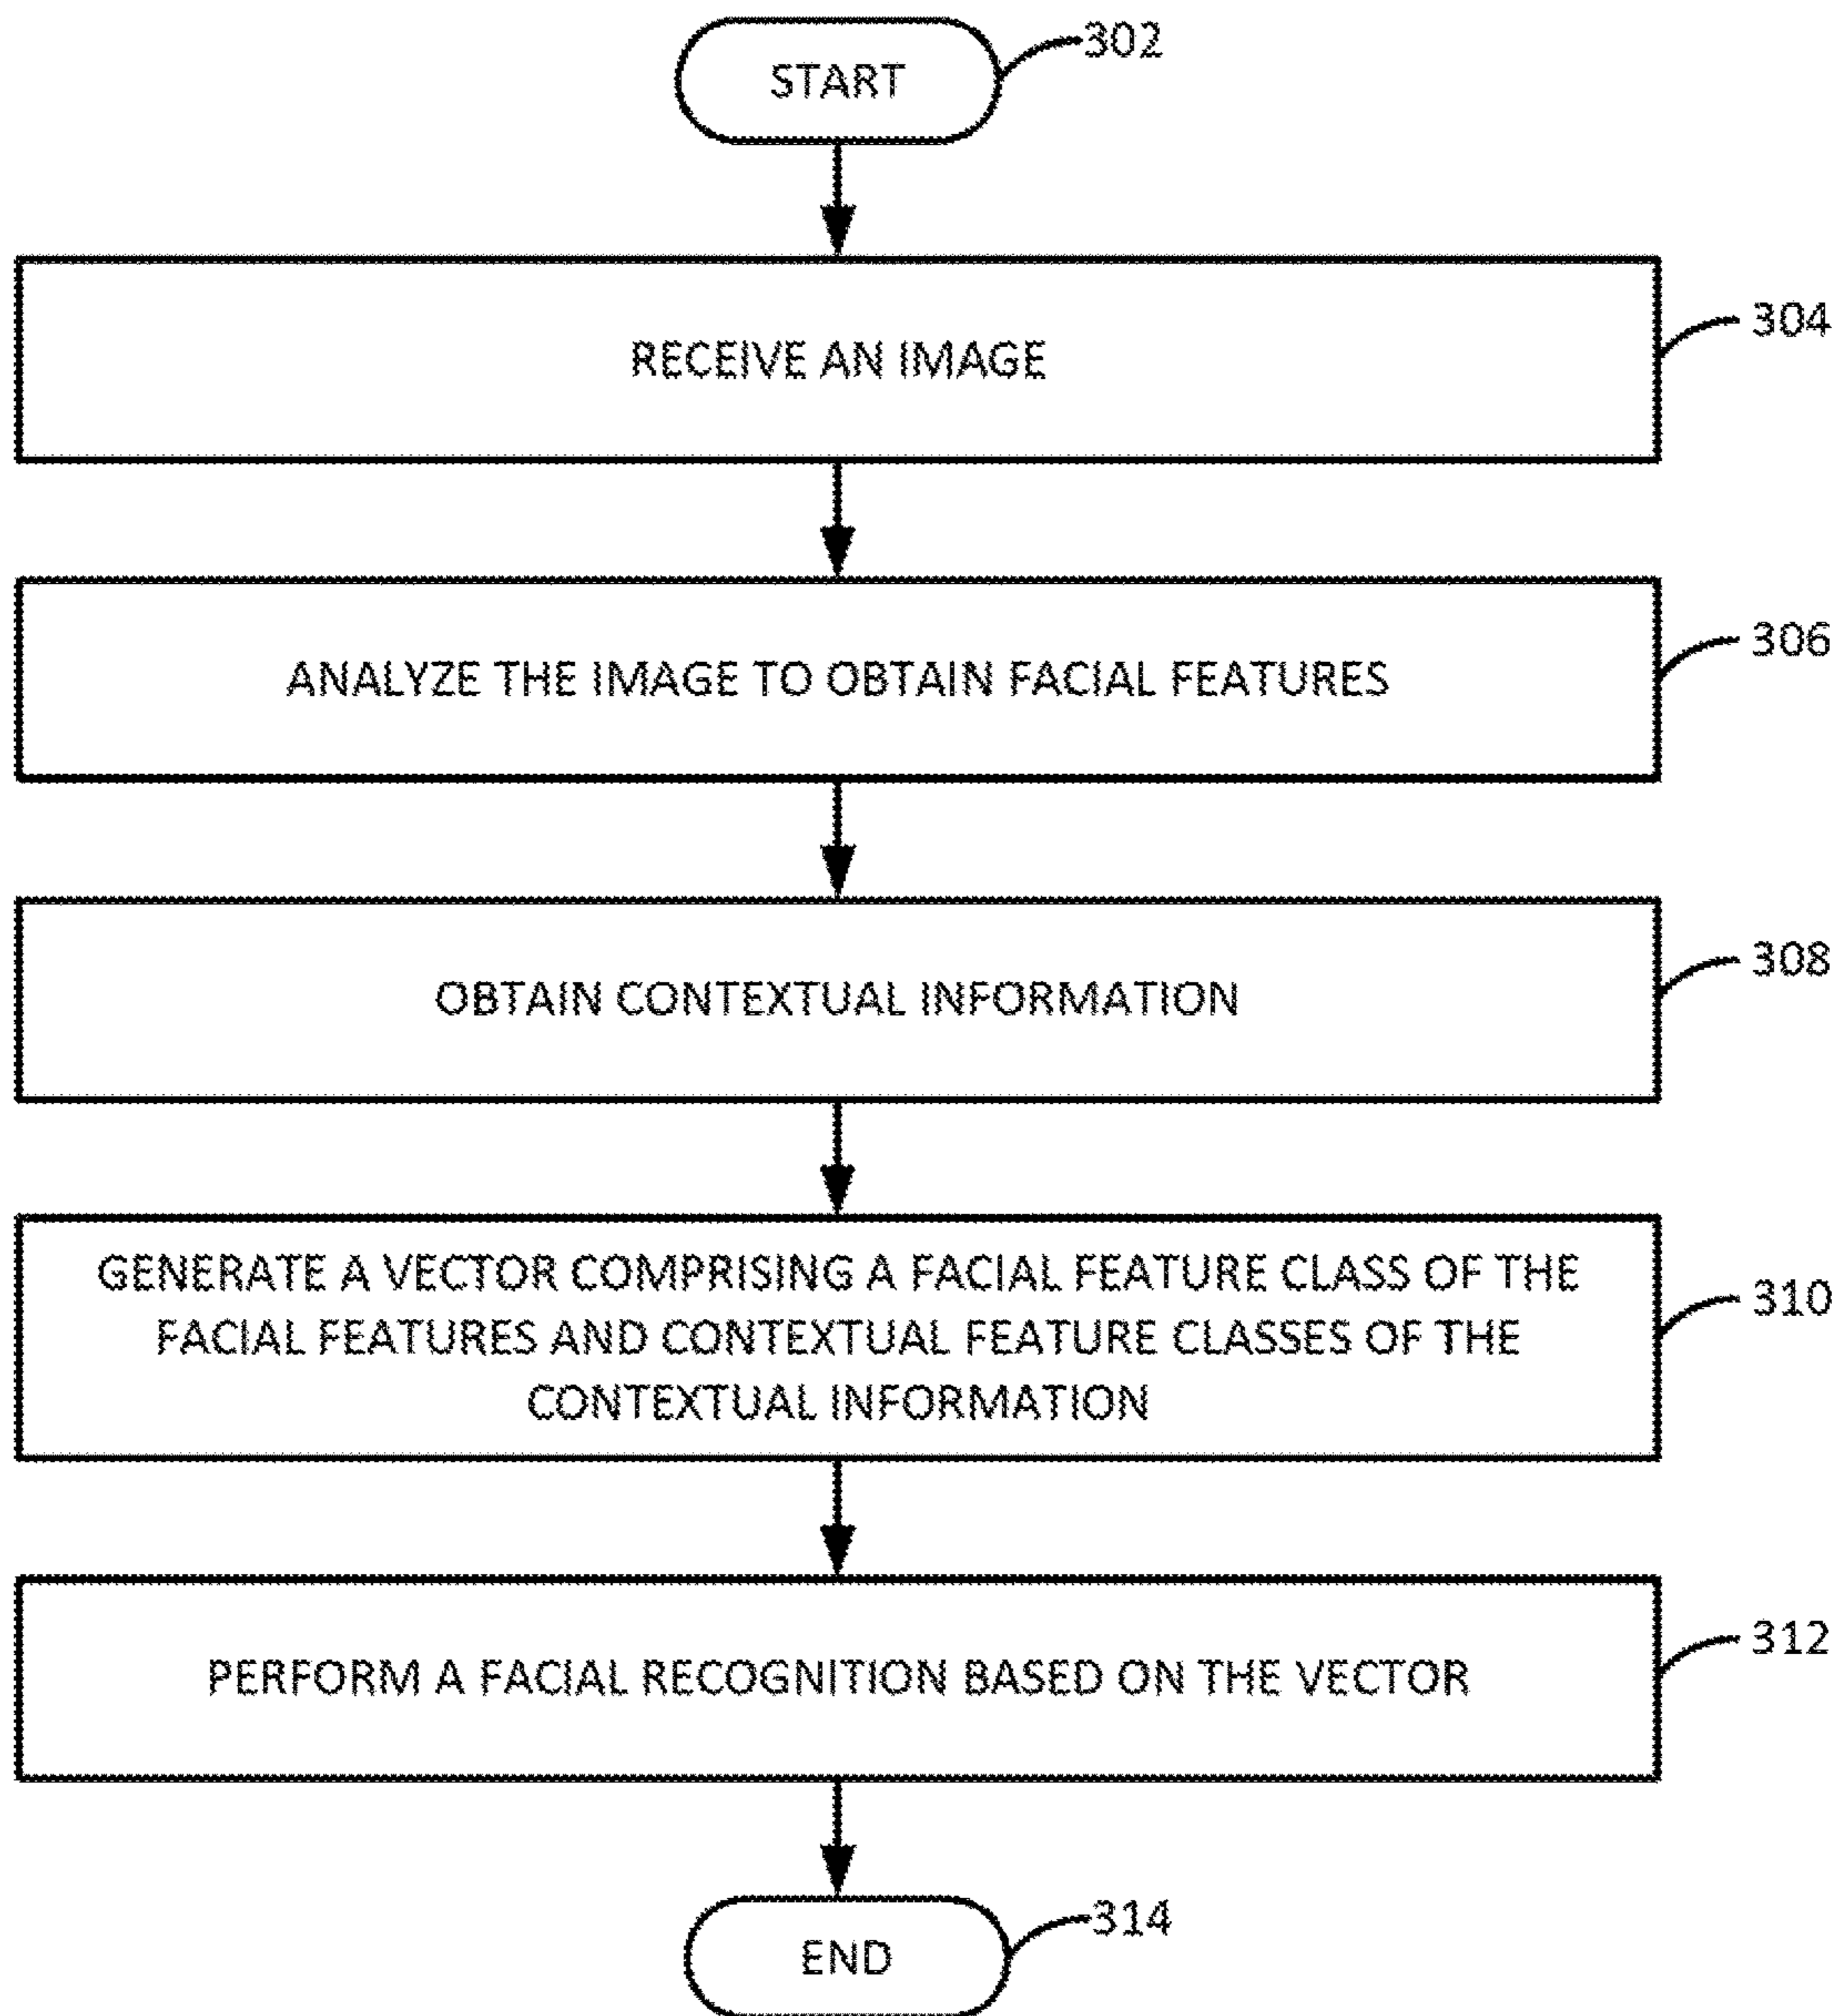 START
302
RECEIVE AN IMAGE
304
ANALYZE THE IMAGE TO OBTAIN FACIAL FEATURES
306
OBTAIN CONTEXTUAL INFORMATION
308
GENERATE A VECTOR COMPRISING A FACIAL FEATURE CLASS OF THE
FACIAL FEATURES AND CONTEXTUAL FEATURE CLASSES OF THE
CONTEXTUAL INFORMATION
310
PERFORM A FACIAL RECOGNITION BASED ON THE VECTOR
312
END
314